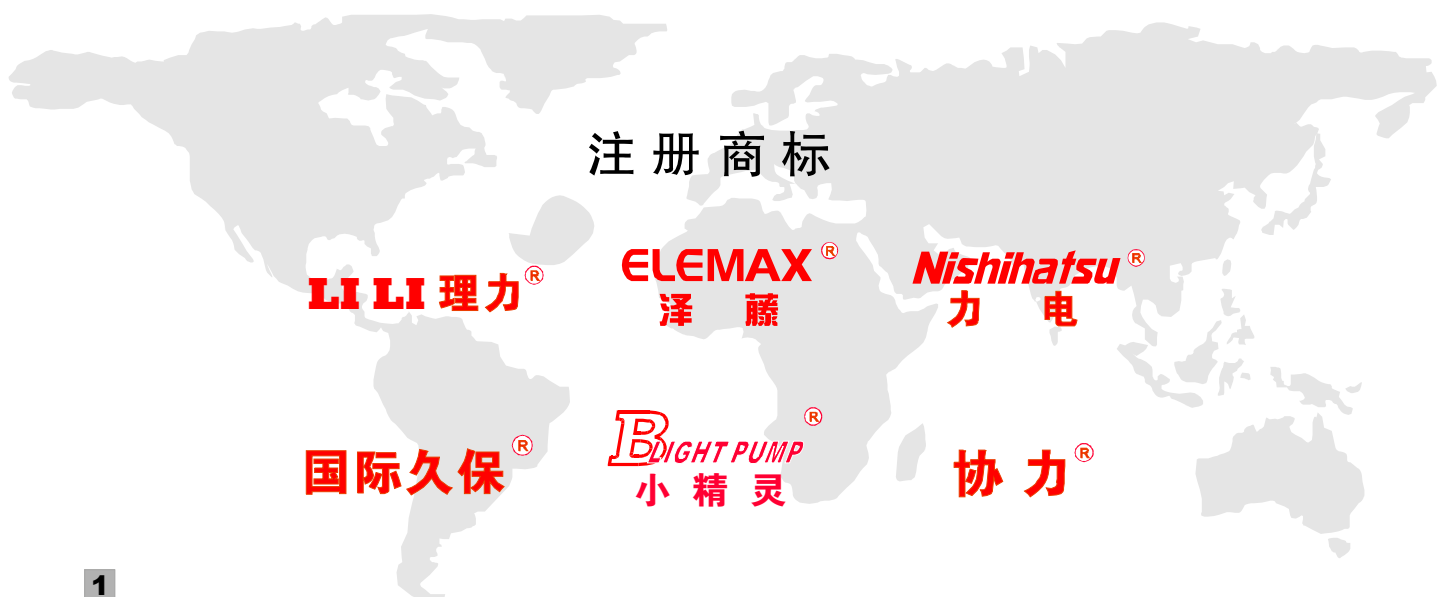 注册商标
LI LI 理力®
ELEMAX®
泽藤
Nishihatsu®
力电
国际久保®
BLIGHT PUMP®
小精灵
协力®
1